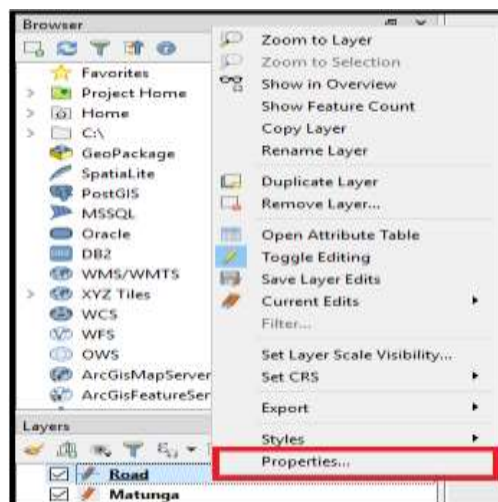 Browser
Favorites
Project Home
Home
C:\
GeoPackage
SpatiaLite
PostGIS
MSSQL
Oracle
DB2
WMS/WMTS
XYZ Tiles
WCS
WFS
OWS
ArcGisMapServer
ArcGisFeatureSer
Layers
Road
Matunga
Zoom to Layer
Zoom to Selection
Show in Overview
Show Feature Count
Copy Layer
Rename Layer
Duplicate Layer
Remove Layer...
Open Attribute Table
Toggle Editing
Save Layer Edits
Current Edits
Filter...
Set Layer Scale Visibility...
Set CRS
Export
Styles
Properties...